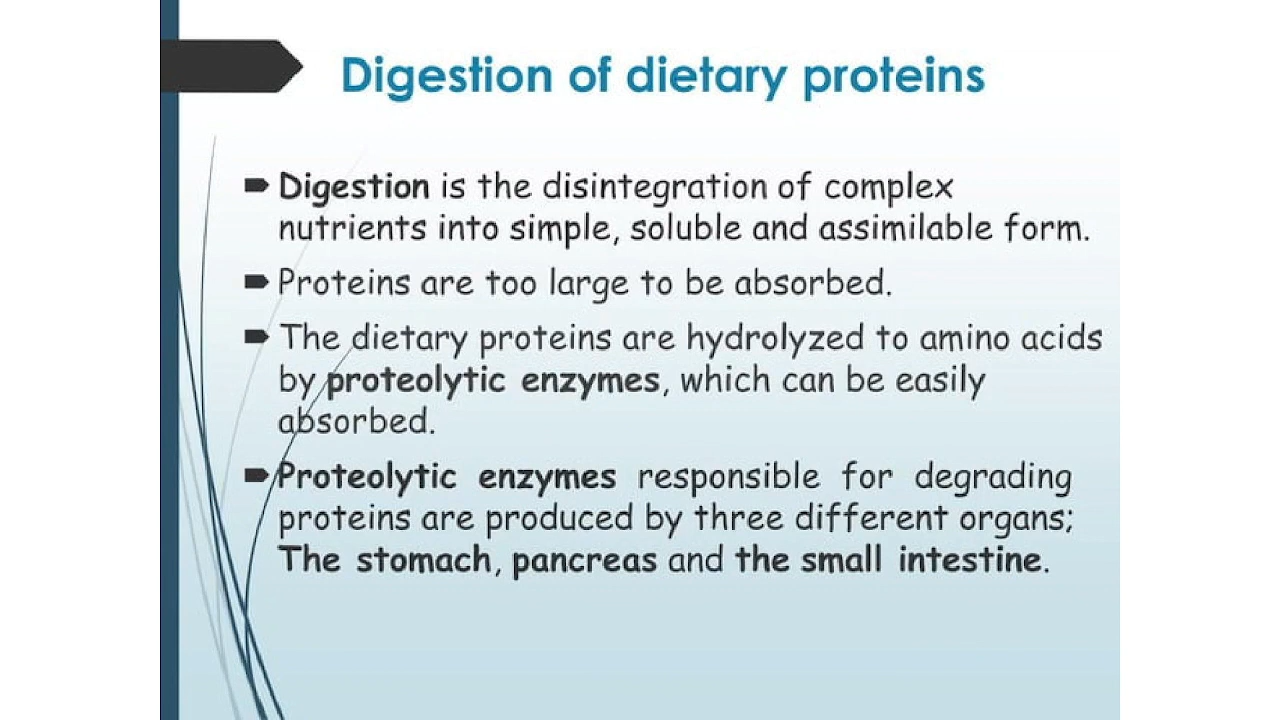 Digestion of dietary proteins
Digestion is the disintegration of complex
nutrients into simple, soluble and assimilable form.
Proteins are too large to be absorbed.
The dietary proteins are hydrolyzed to amino acids
by proteolytic enzymes, which can be easily
absorbed.
Proteolytic enzymes responsible for degrading
proteins are produced by three different organs;
The stomach, pancreas and the small intestine.